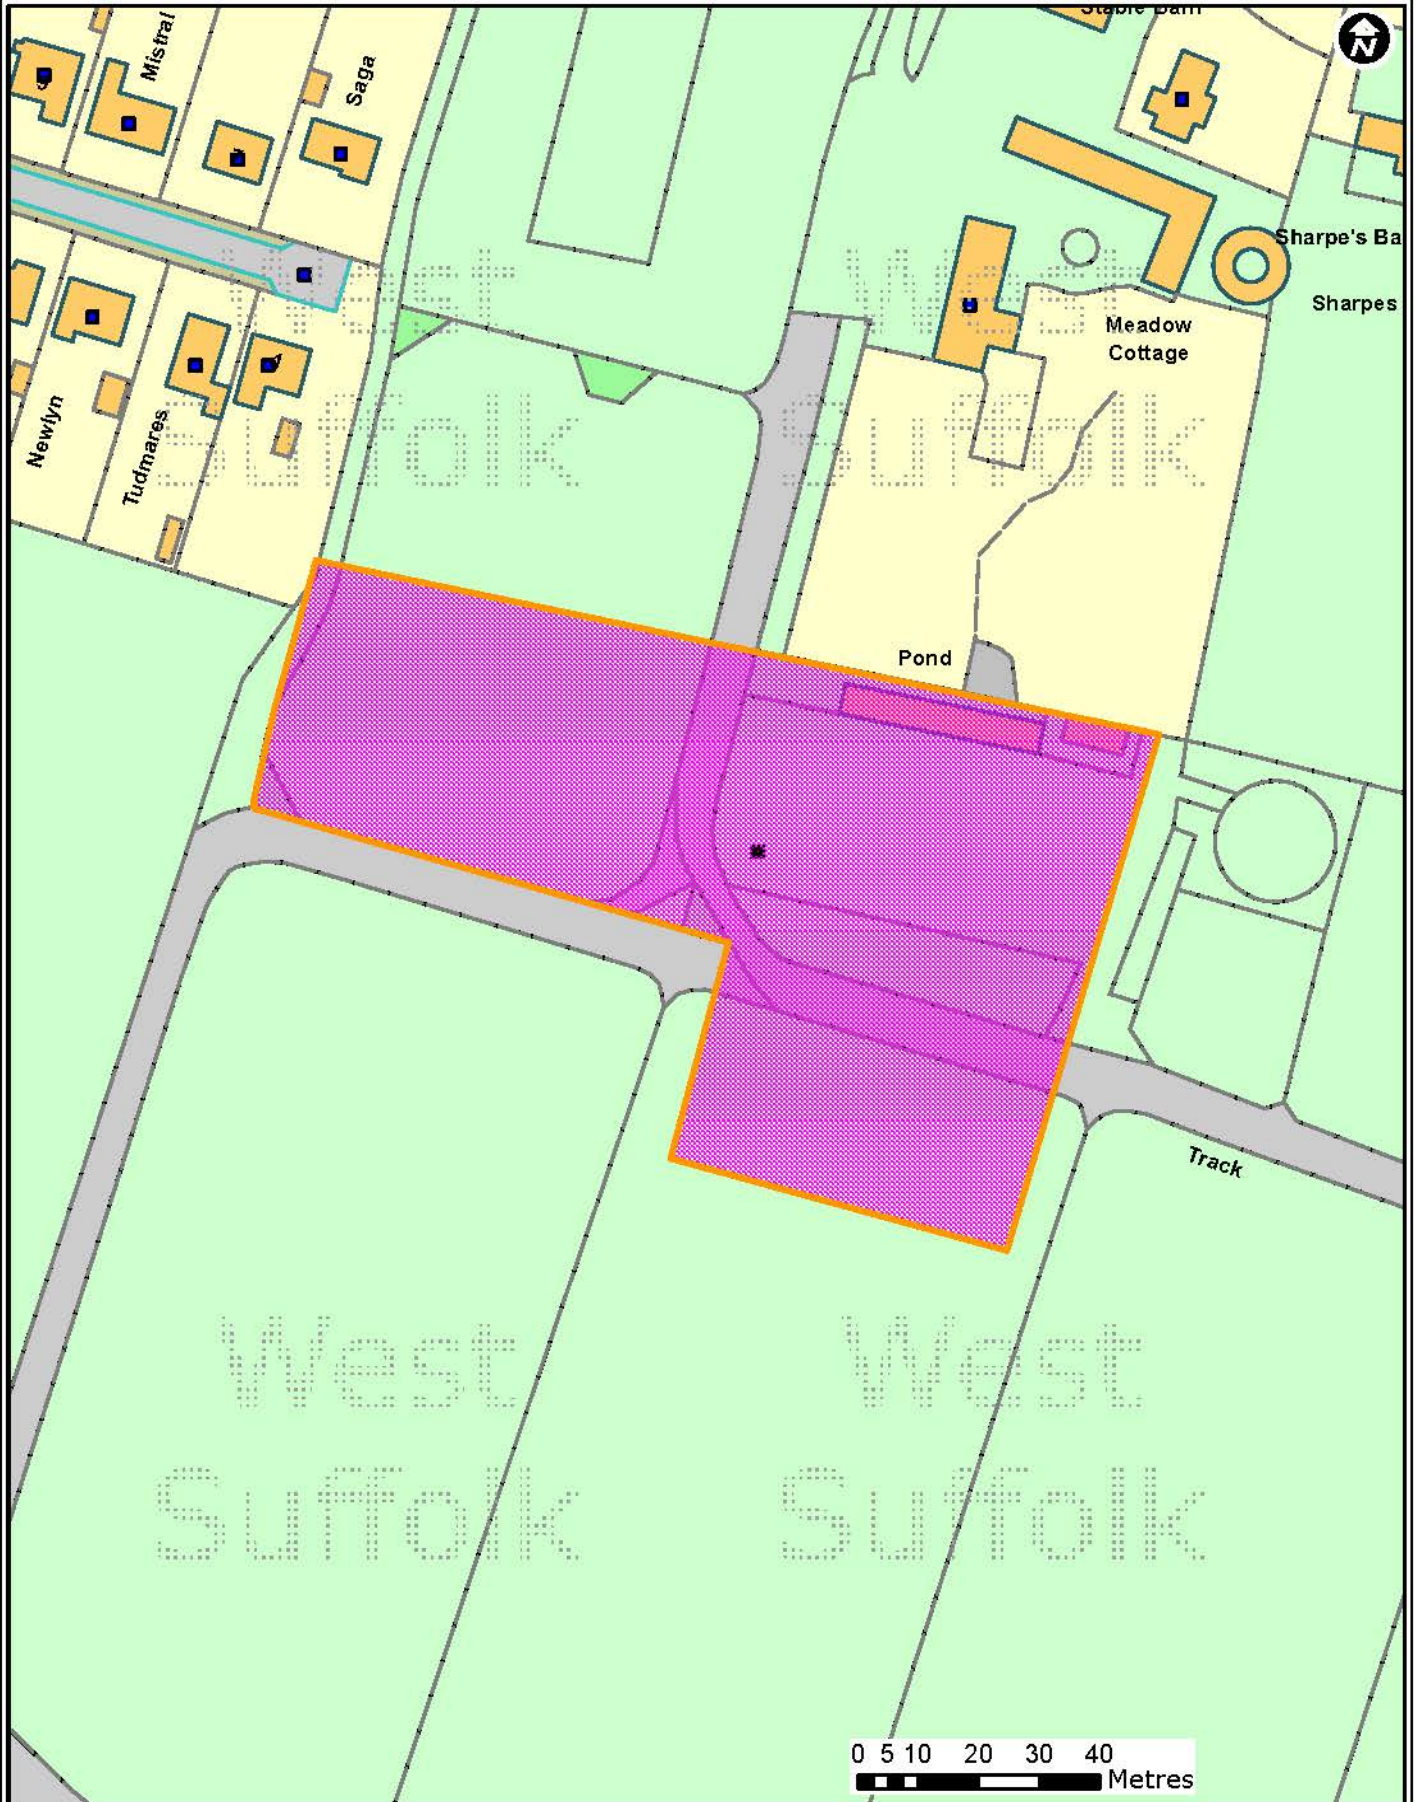 Stable Barn
N
Mistral
Saga
Sharpe's Ba
Sharpes
West
West
Meadow
Cottage
Suffolk
Suffolk
Newlyn
Tudmares
Pond
Track
West
West
Suffolk
Suffolk
0 5 10 20 30 40
Metres